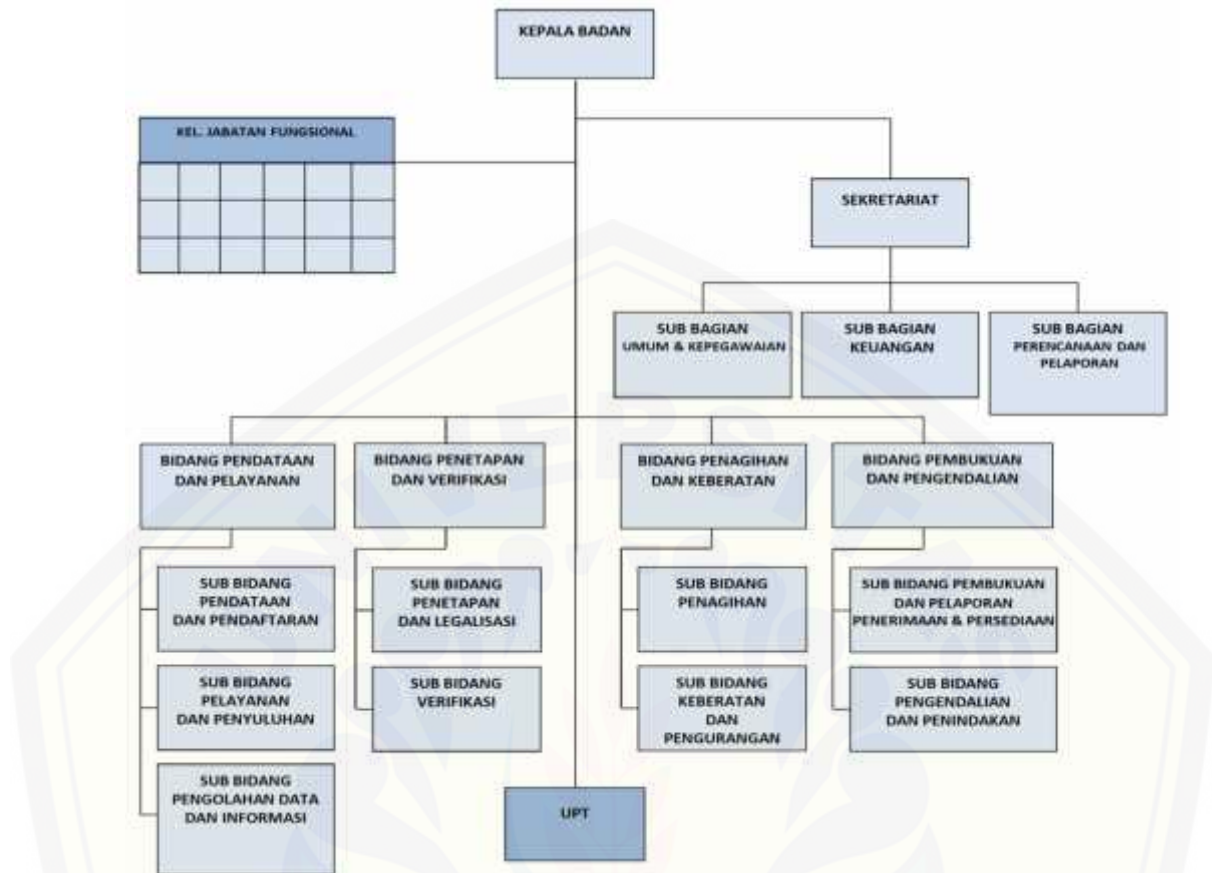 KEPALA BADAN
KEL. JABATAN FUNGSIONAL
SEKRETARIAT
SUB BAGIAN
UMUM & KEPEGAWAIAN
SUB BAGIAN
KEUANGAN
SUB BAGIAN
PERENCANAAN DAN
PELAPORAN
BIDANG PENDATAAN
DAN PELAYANAN
BIDANG PENETAPAN
DAN VERIFIKASI
BIDANG PENAGIHAN
DAN KEBERATAN
BIDANG PEMBUKUAN
DAN PENGENDALIAN
SUB BIDANG
PENDATAAN
DAN PENDAFTARAN
SUB BIDANG
PENETAPAN
DAN LEGALISASI
SUB BIDANG
PENAGIHAN
SUB BIDANG PEMBUKUAN
DAN PELAPORAN
PENERIMAAN & PERSEDIAAN
SUB BIDANG
PELAYANAN
DAN PENYULUHAN
SUB BIDANG
VERIFIKASI
SUB BIDANG
KEBERATAN
DAN
PENGURANGAN
SUB BIDANG
PENGENDALIAN
DAN PENINDAKAN
SUB BIDANG
PENGOLAHAN DATA
DAN INFORMASI
UPT